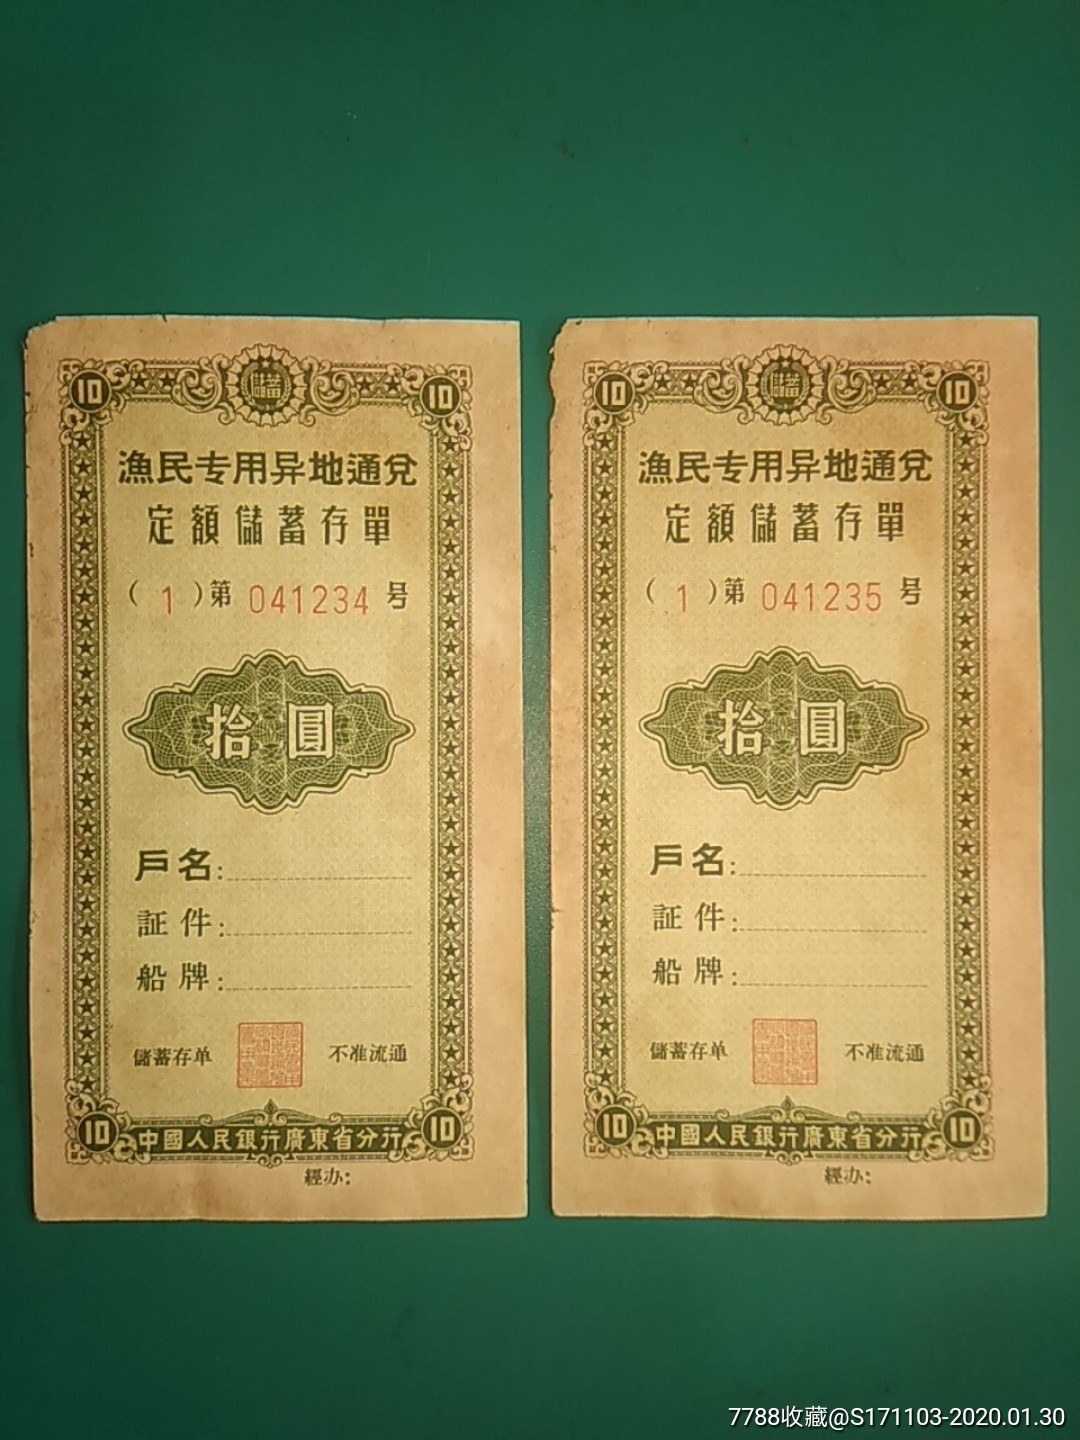 10 儲蓄 10
漁民专用异地通兌
定額儲蓄存單
(1)第 041234 号
拾圓
戶名:
証件:
船牌:
儲蓄存单 不准流通
10 中國人民銀行廣東省分行 10
經办:
10 儲蓄 10
漁民专用异地通兌
定額儲蓄存單
(1)第 041235 号
拾圓
戶名:
証件:
船牌:
儲蓄存单 不准流通
10 中國人民銀行廣東省分行 10
經办:
7788收藏@S171103-2020.01.30